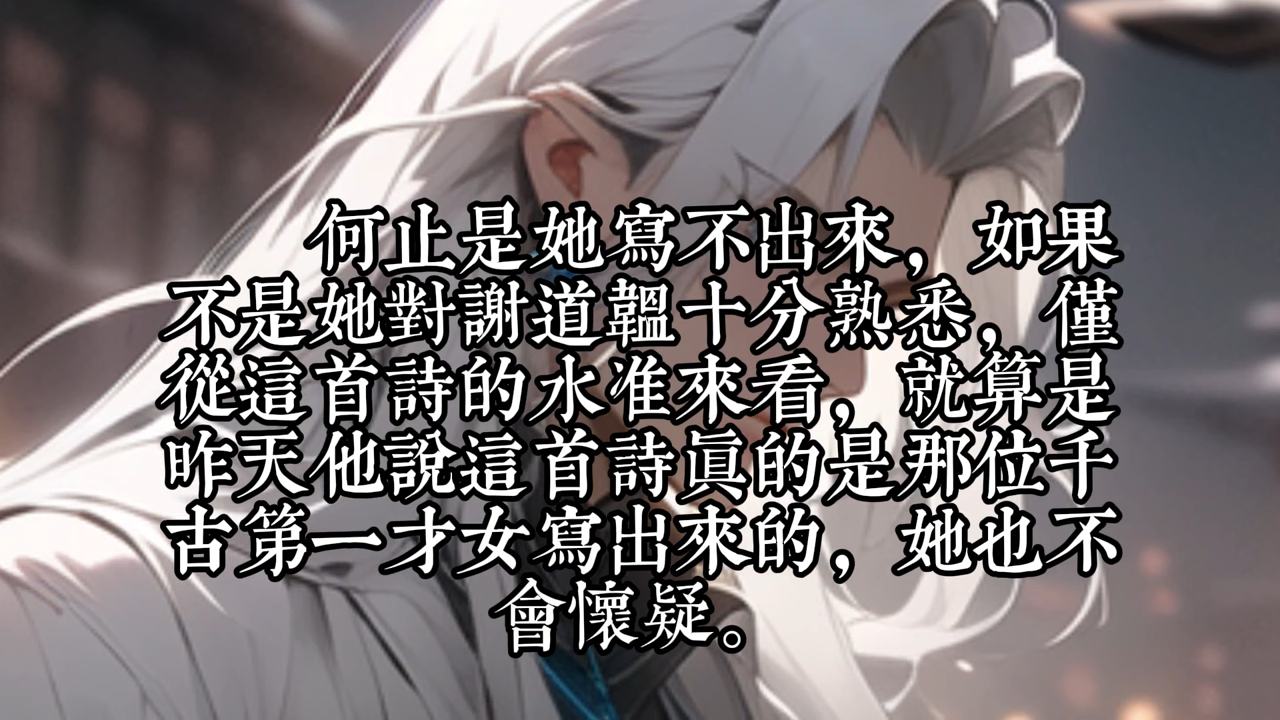 何止是她寫不出來，如果
不是她對謝道韞十分熟悉，僅
從這首詩的水准來看，就算是
昨天他說這首詩眞的是那位千
古第一才女寫出來的，她也不
會懷疑。